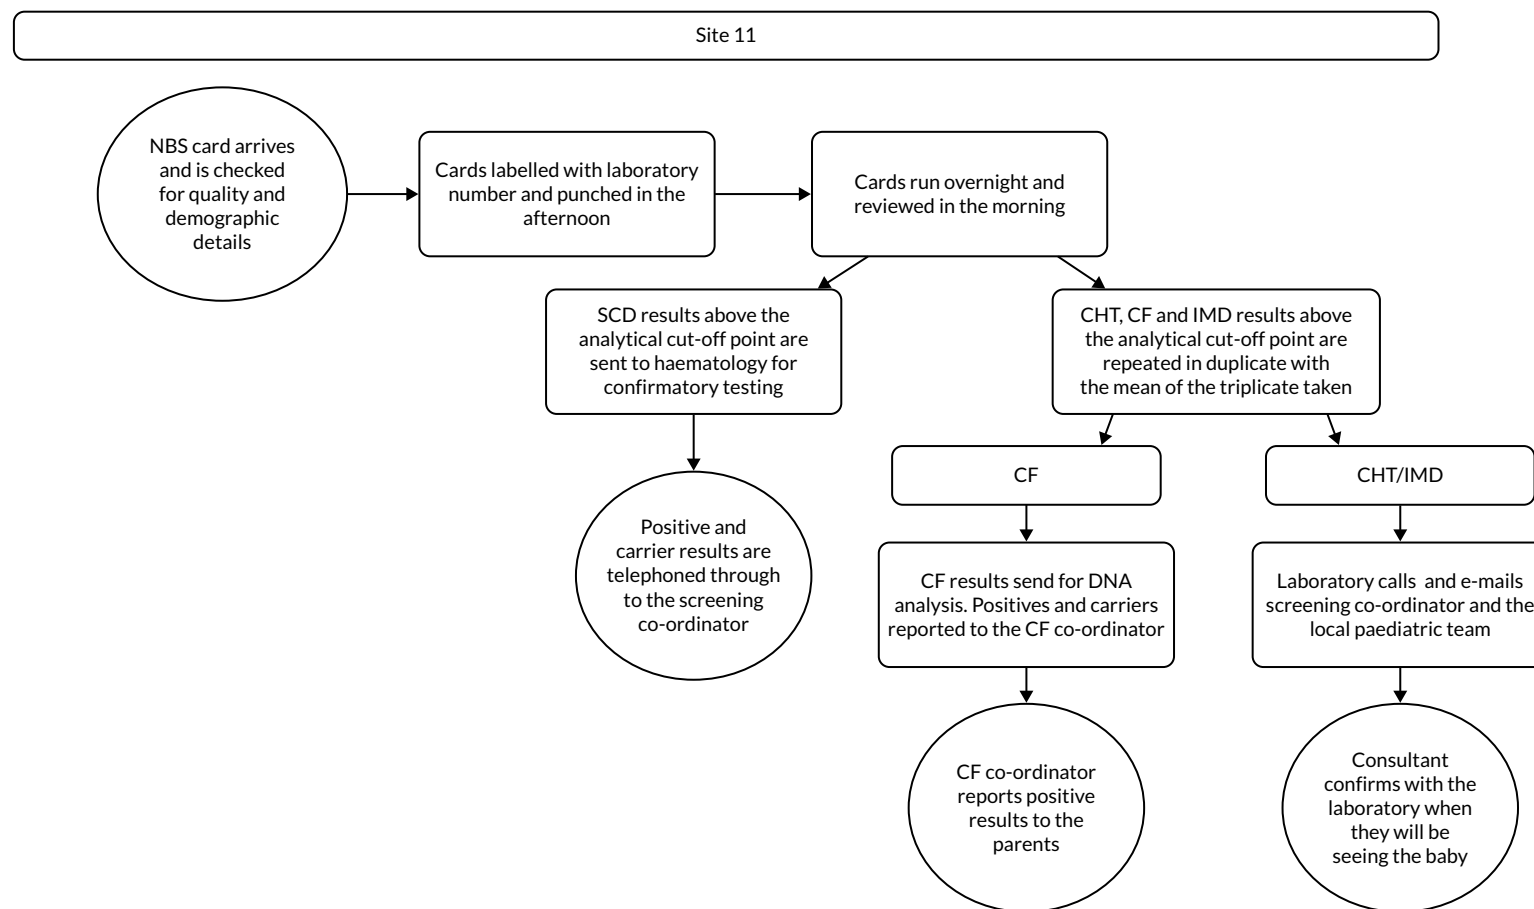 Site 11
NBS card arrives
and is checked
for quality and
demographic
details
Cards labelled with laboratory
number and punched in the
afternoon
Cards run overnight and
reviewed in the morning
SCD results above the
analytical cut-off point are
sent to haematology for
confirmatory testing
CHT, CF and IMD results above
the analytical cut-off point are
repeated in duplicate with
the mean of the triplicate taken
Positive and
carrier results are
telephoned through
to the screening
co-ordinator
CF
CHT/IMD
CF results send for DNA
analysis. Positives and carriers
reported to the CF co-ordinator
Laboratory calls and e-mails
screening co-ordinator and the
local paediatric team
CF co-ordinator
reports positive
results to the
parents
Consultant
confirms with the
laboratory when
they will be
seeing the baby